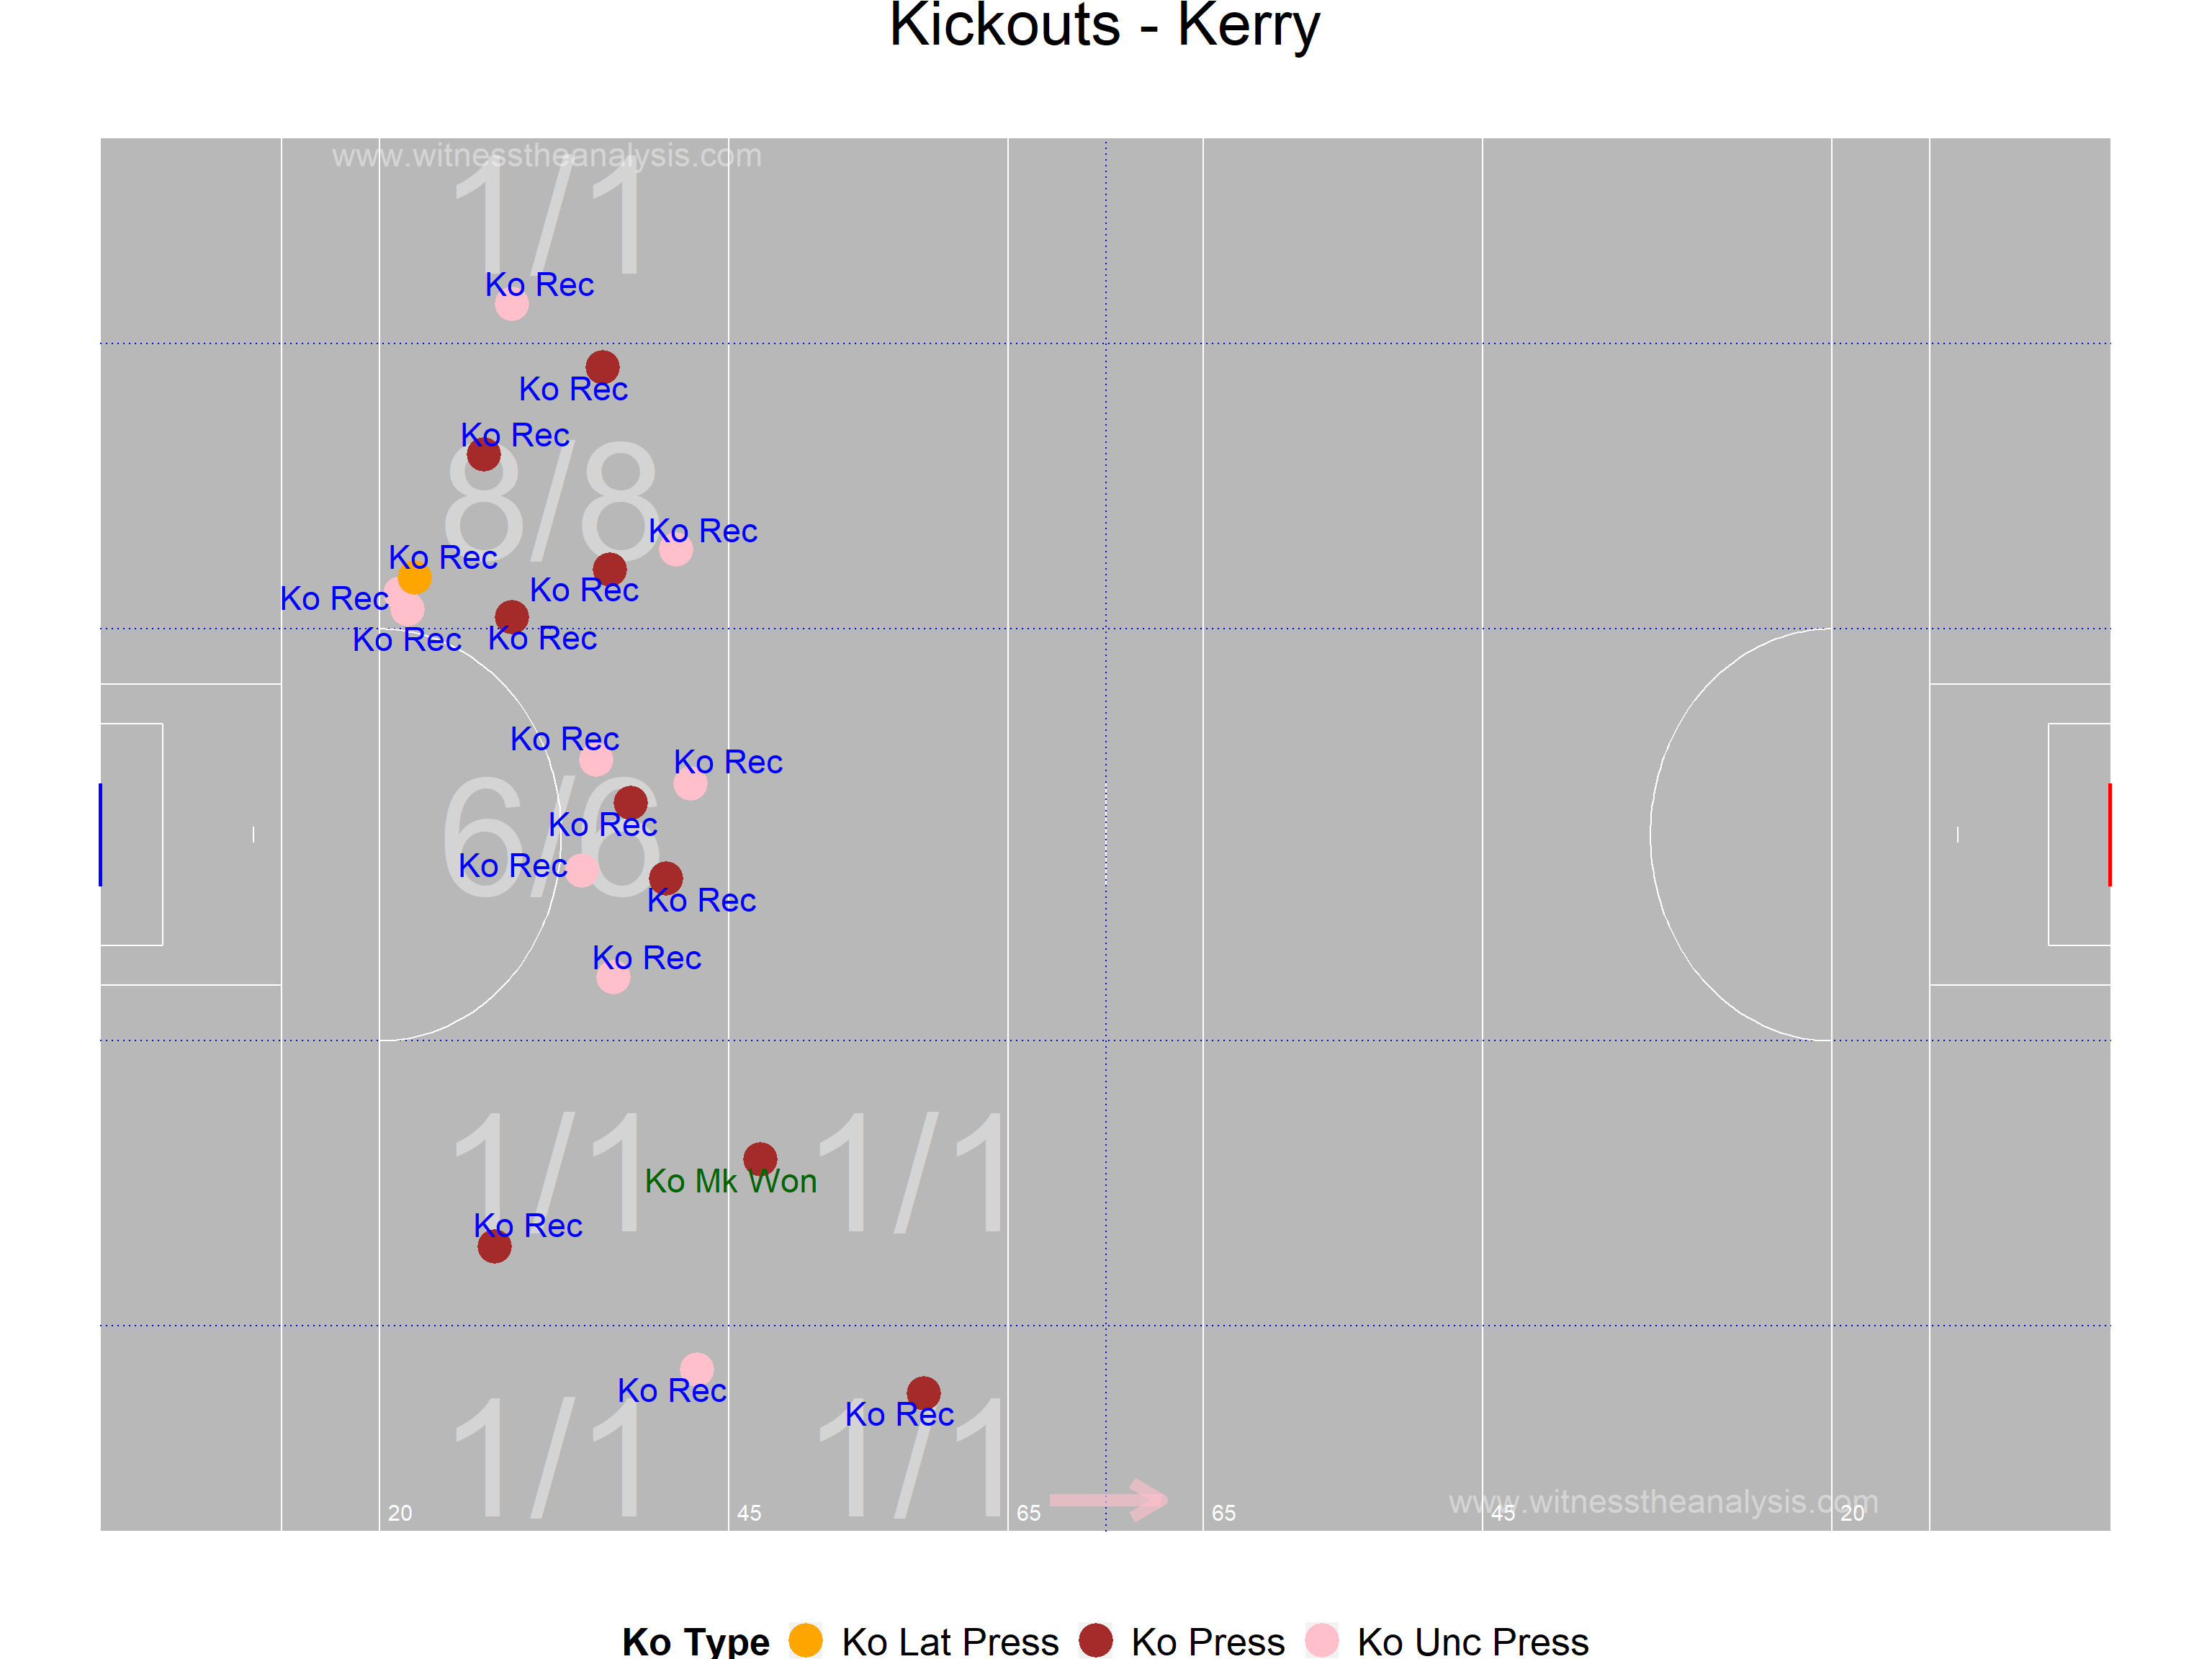 Kickouts - Kerry
www.witnesstheanalysis.com
1/1
Ko Rec
Ko Rec
Ko Rec
8/8
Ko Rec
Ko Rec
Ko Rec
Ko Rec
Ko Rec
Ko Rec
Ko Rec
Ko Rec
Ko Rec
6/6
Ko Rec
Ko Rec
Ko Rec
1/1
1/1
Ko Mk Won
Ko Rec
Ko Rec
Ko Rec
1/1
1/1
www.witnesstheanalysis.com
20
45
65
65
45
20
Ko Type Ko Lat Press Ko Press Ko Unc Press